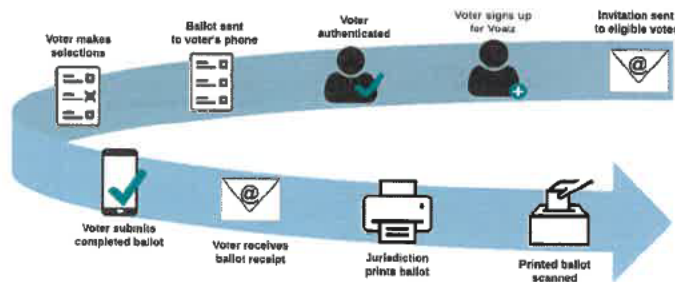 Invitation sent
to eligible voter
Voter signs up
for Voatz
Voter
authenticated
Ballot sent
to voter's phone
Voter makes
selections
Voter submits
completed ballot
Voter receives
ballot receipt
Jurisdiction
prints ballot
Printed ballot
scanned